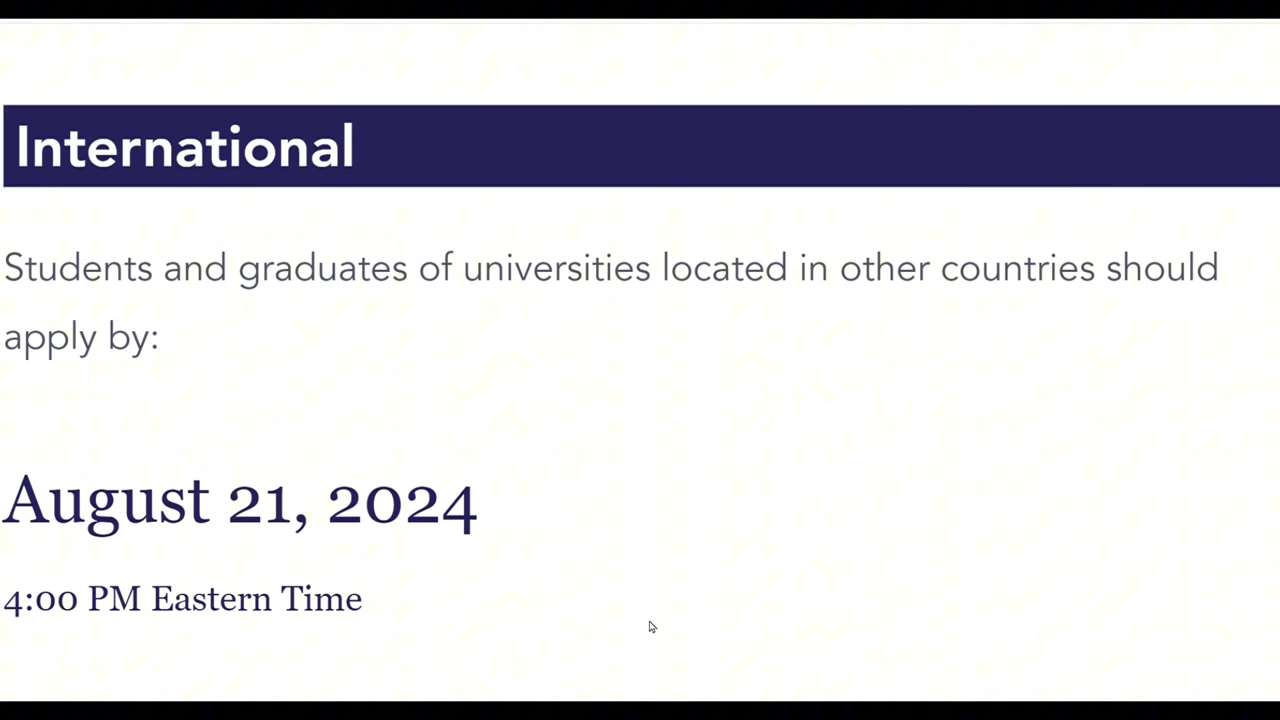 International
Students and graduates of universities located in other countries should
apply by:
August 21, 2024
4:00 PM Eastern Time